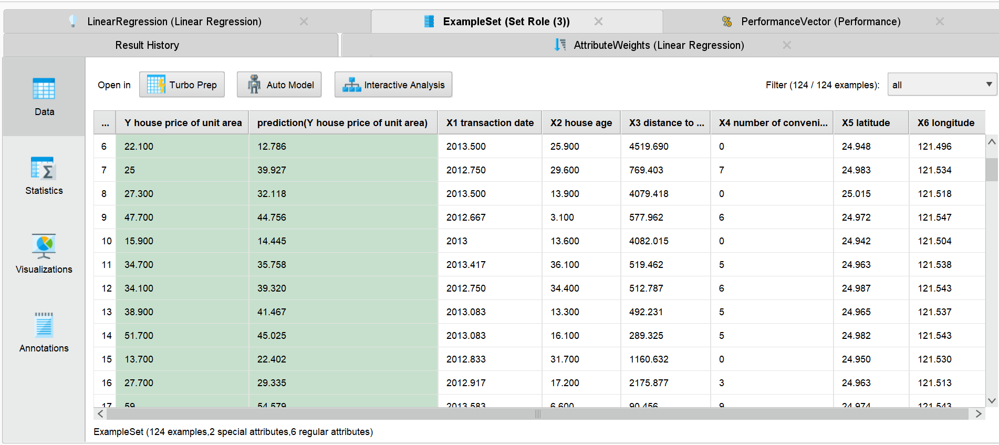 LinearRegression (Linear Regression) ExampleSet (Set Role (3)) PerformanceVector (Performance)
Result History AttributeWeights (Linear Regression)
Open in Turbo Prep Auto Model Interactive Analysis Filter (124 / 124 examples): all
Data
Statistics
Visualizations
Annotations
... Y house price of unit area prediction(Y house price of unit area) X1 transaction date X2 house age X3 distance to ... X4 number of conveni... X5 latitude X6 longitude
6 22.100 12.786 2013.500 25.900 4519.690 0 24.948 121.496
7 25 39.927 2012.750 29.600 769.403 7 24.983 121.534
8 27.300 32.118 2013.500 13.900 4079.418 0 25.015 121.518
9 47.700 44.756 2012.667 3.100 577.962 6 24.972 121.547
10 15.900 14.445 2013 13.600 4082.015 0 24.942 121.504
11 34.700 35.758 2013.417 36.100 519.462 5 24.963 121.538
12 34.100 39.320 2012.750 34.400 512.787 6 24.987 121.543
13 38.900 41.467 2013.083 13.300 492.231 5 24.965 121.537
14 51.700 45.025 2013.083 16.100 289.325 5 24.982 121.543
15 13.700 22.402 2012.833 31.700 1160.632 0 24.950 121.530
16 27.700 29.335 2012.917 17.200 2175.877 3 24.963 121.513
17 59 54.579 2013.583 6.600 90.456 9 24.974 121.543
ExampleSet (124 examples,2 special attributes,6 regular attributes)